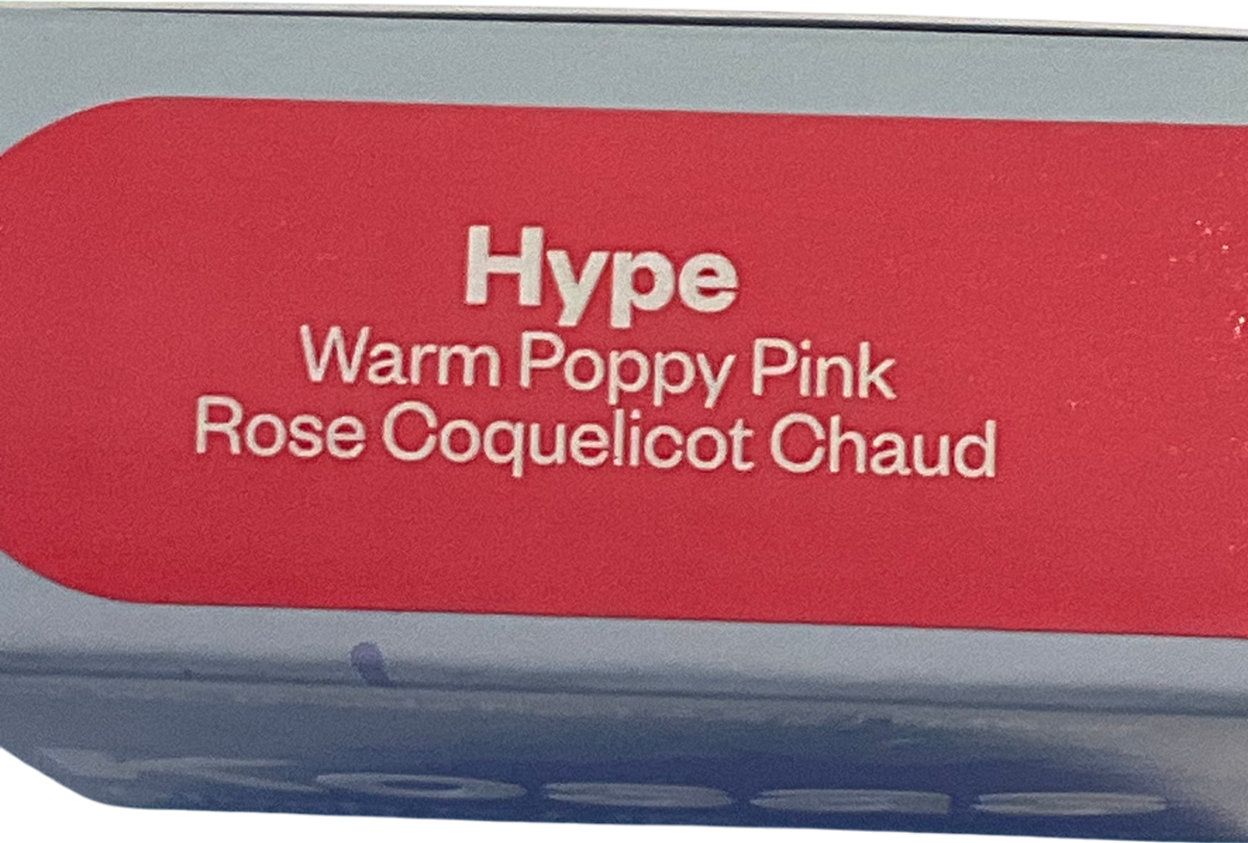 Hype
Warm Poppy Pink
Rose Coquelicot Chaud